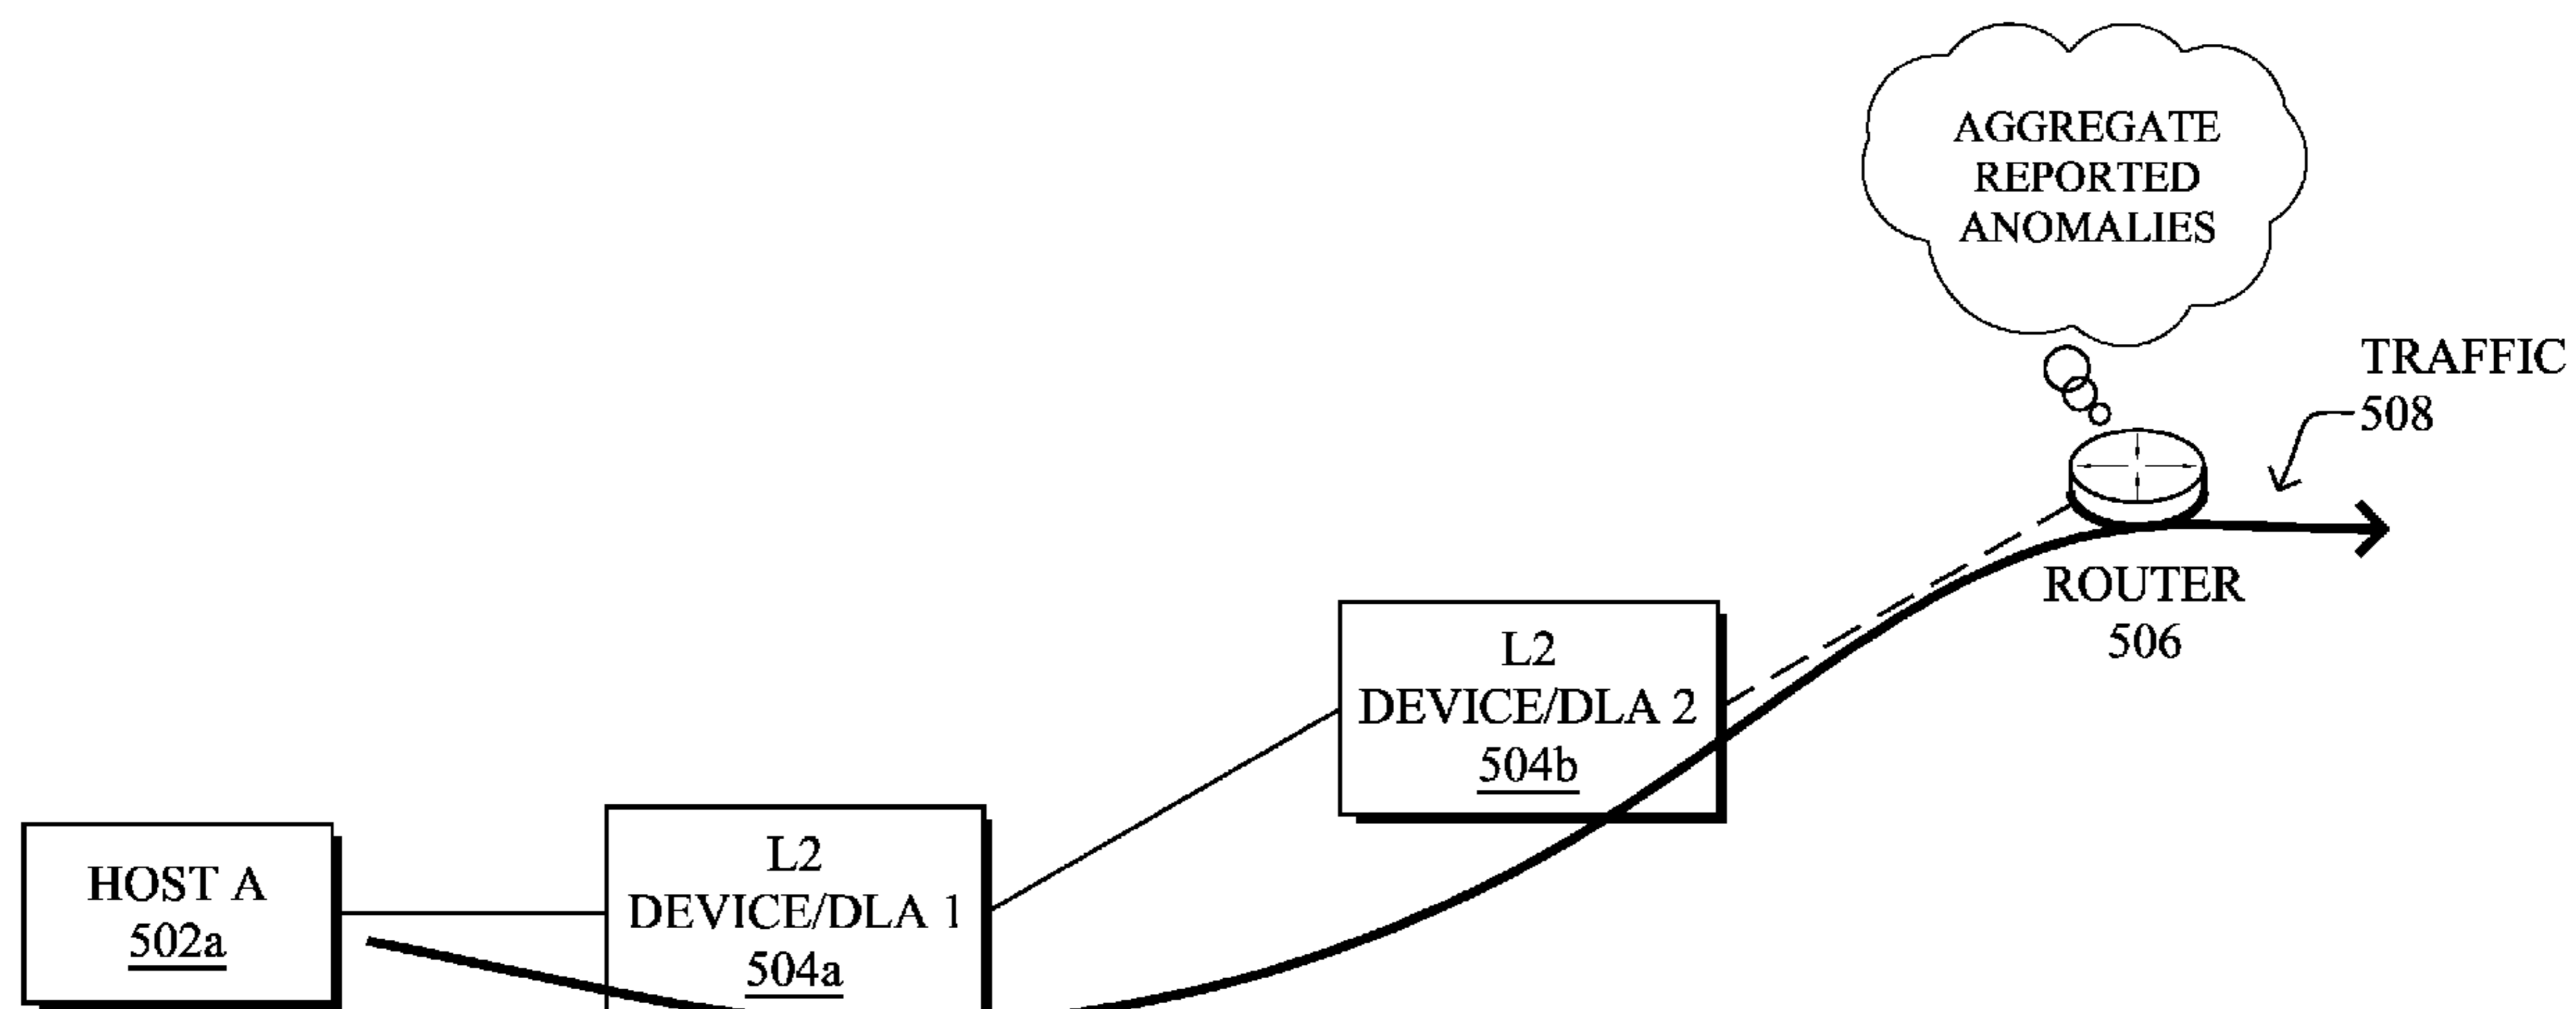 AGGREGATE
REPORTED
ANOMALIES
TRAFFIC
508
ROUTER
506
L2
DEVICE/DLA 2
504b
L2
DEVICE/DLA 1
504a
HOST A
502a